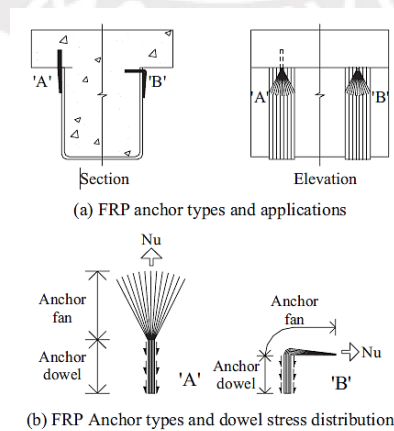 'A' 'B' 'A' 'B'
Section Elevation
(a) FRP anchor types and applications
Nu
Anchor
fan
Anchor
dowel
'A'
Anchor
fan
Nu
Anchor
dowel
'B'
(b) FRP Anchor types and dowel stress distribution